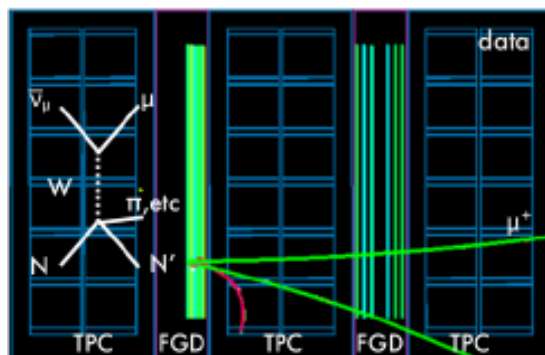 data
ν̄μ μ
W
π,etc
μ+
N N′
TPC FGD TPC FGD TPC